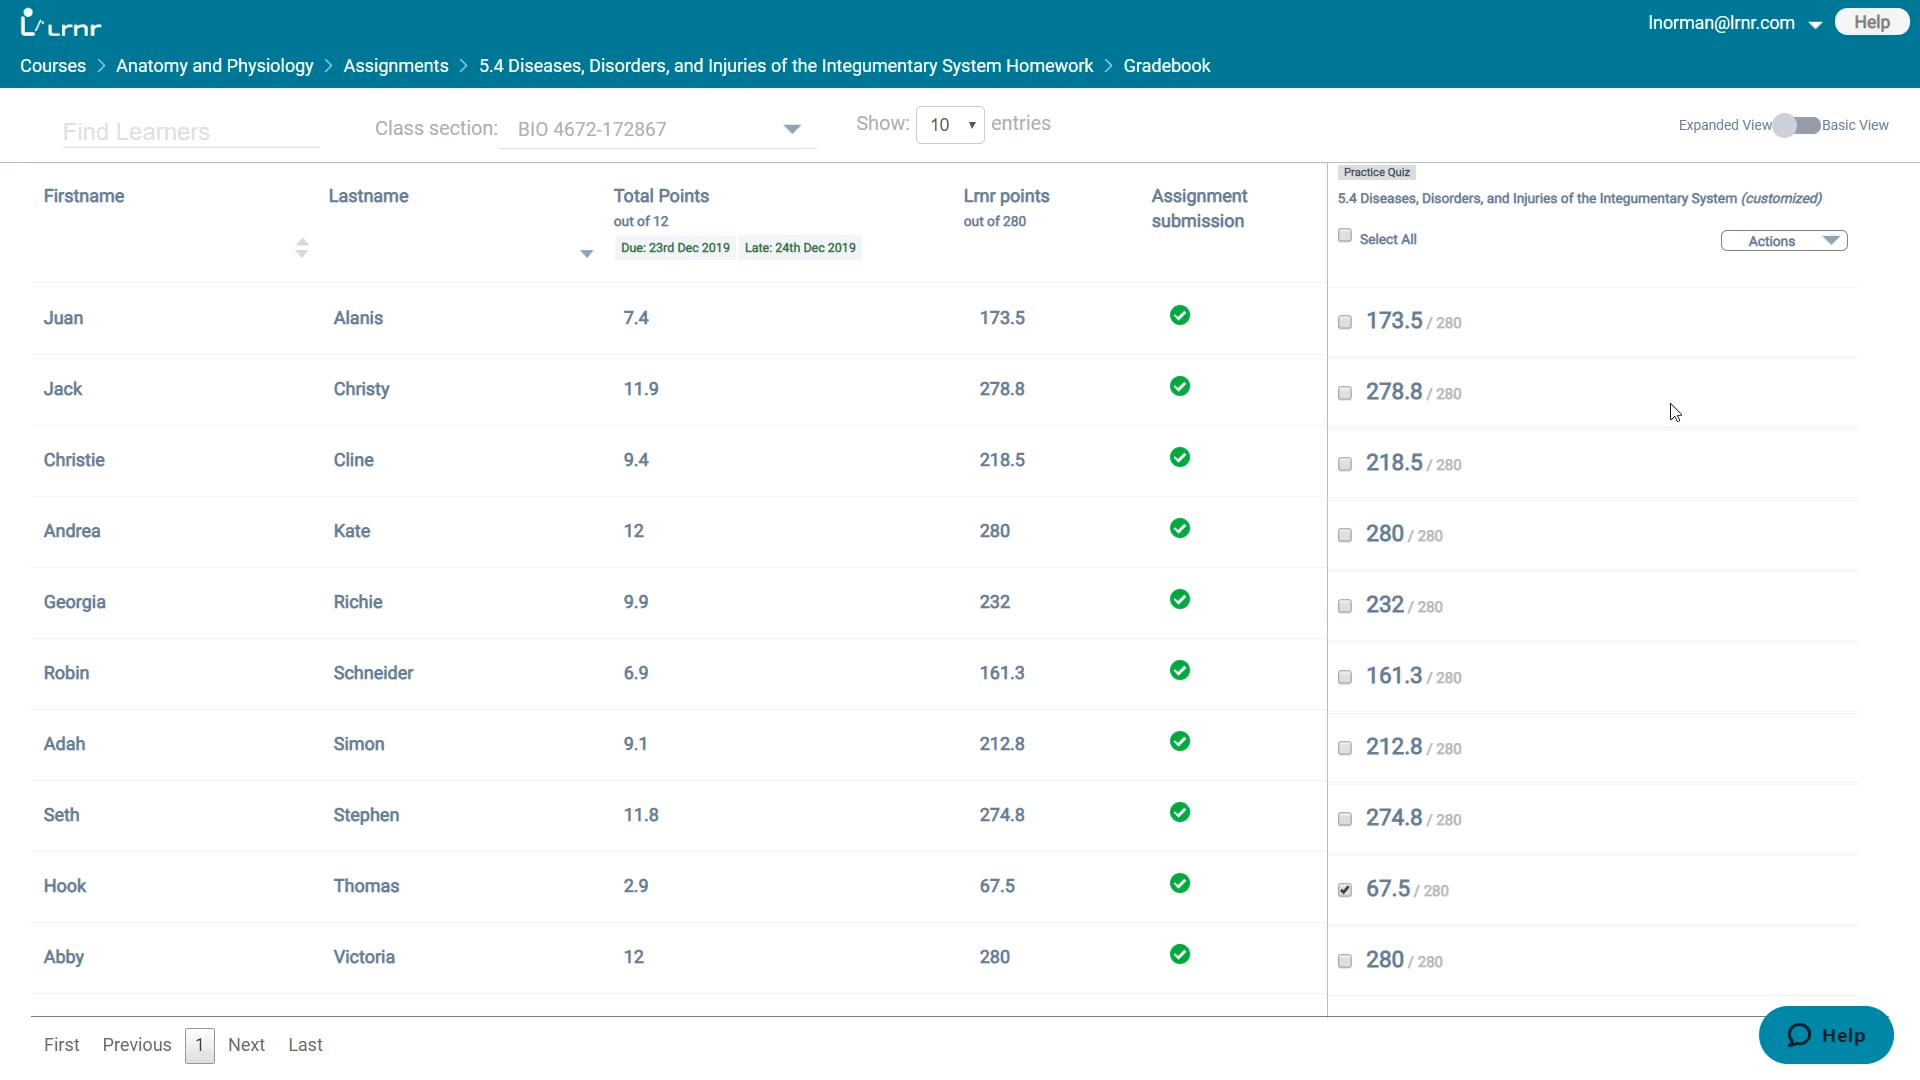 Lrnr
lnorman@lrnr.com
Help
Courses > Anatomy and Physiology > Assignments > 5.4 Diseases, Disorders, and Injuries of the Integumentary System Homework > Gradebook
Find Learners
Class section: BIO 4672-172867
Show: 10 entries
Expanded View Basic View
Practice Quiz
Firstname Lastname Total Points Lrnr points Assignment
submission
out of 12 out of 280
Due: 23rd Dec 2019 Late: 24th Dec 2019
5.4 Diseases, Disorders, and Injuries of the Integumentary System (customized)
Select All Actions
Juan Alanis 7.4 173.5 173.5 / 280
Jack Christy 11.9 278.8 278.8 / 280
Christie Cline 9.4 218.5 218.5 / 280
Andrea Kate 12 280 280 / 280
Georgia Richie 9.9 232 232 / 280
Robin Schneider 6.9 161.3 161.3 / 280
Adah Simon 9.1 212.8 212.8 / 280
Seth Stephen 11.8 274.8 274.8 / 280
Hook Thomas 2.9 67.5 67.5 / 280
Abby Victoria 12 280 280 / 280
First Previous 1 Next Last
Help